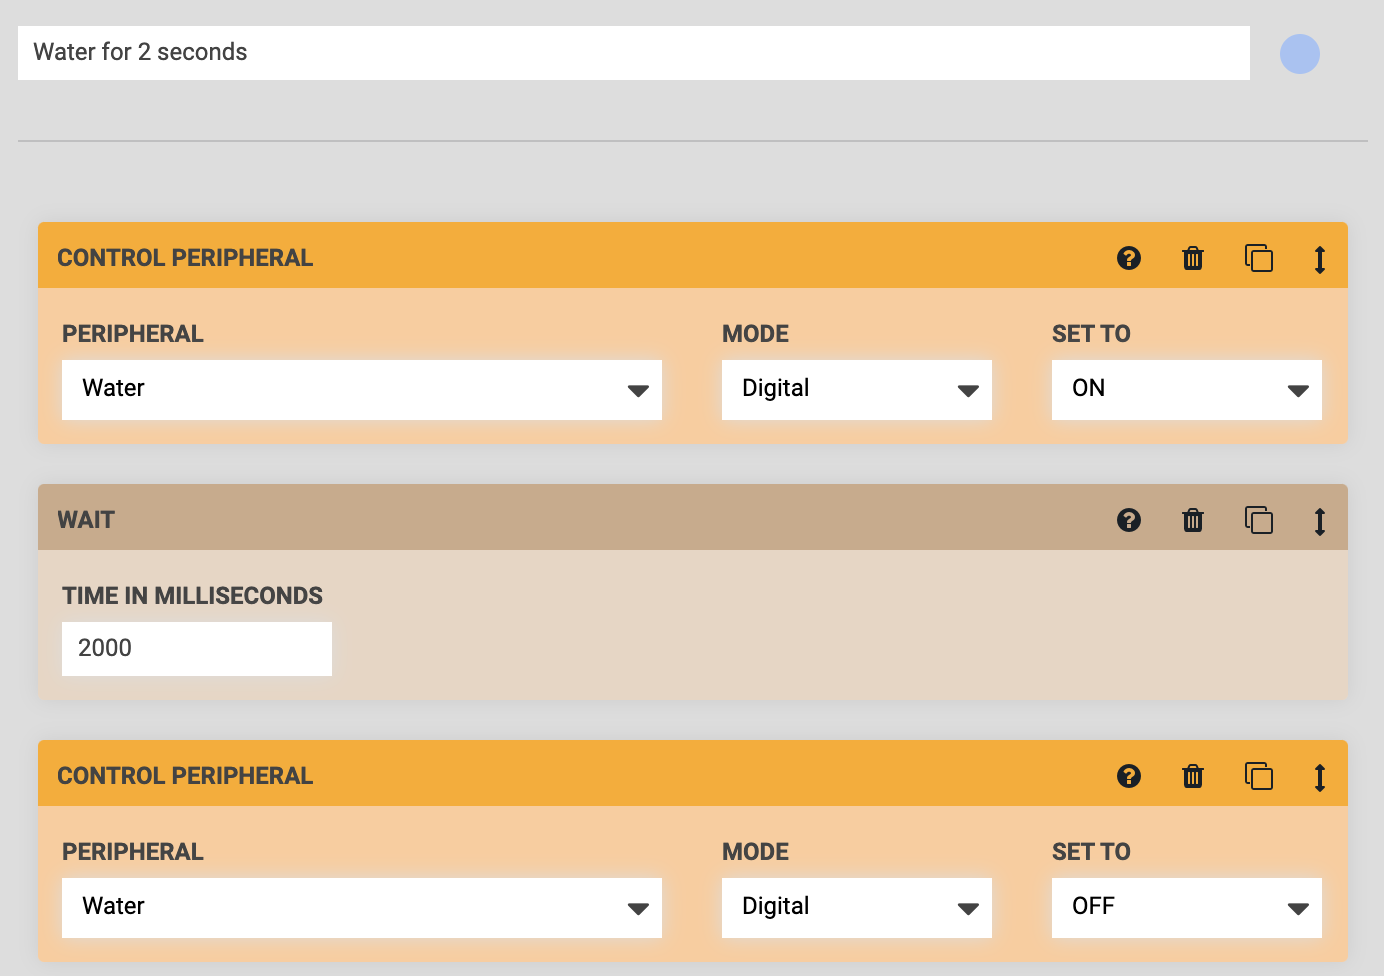 Water for 2 seconds
CONTROL PERIPHERAL
PERIPHERAL MODE SET TO
Water Digital ON
WAIT
TIME IN MILLISECONDS
2000
CONTROL PERIPHERAL
PERIPHERAL MODE SET TO
Water Digital OFF